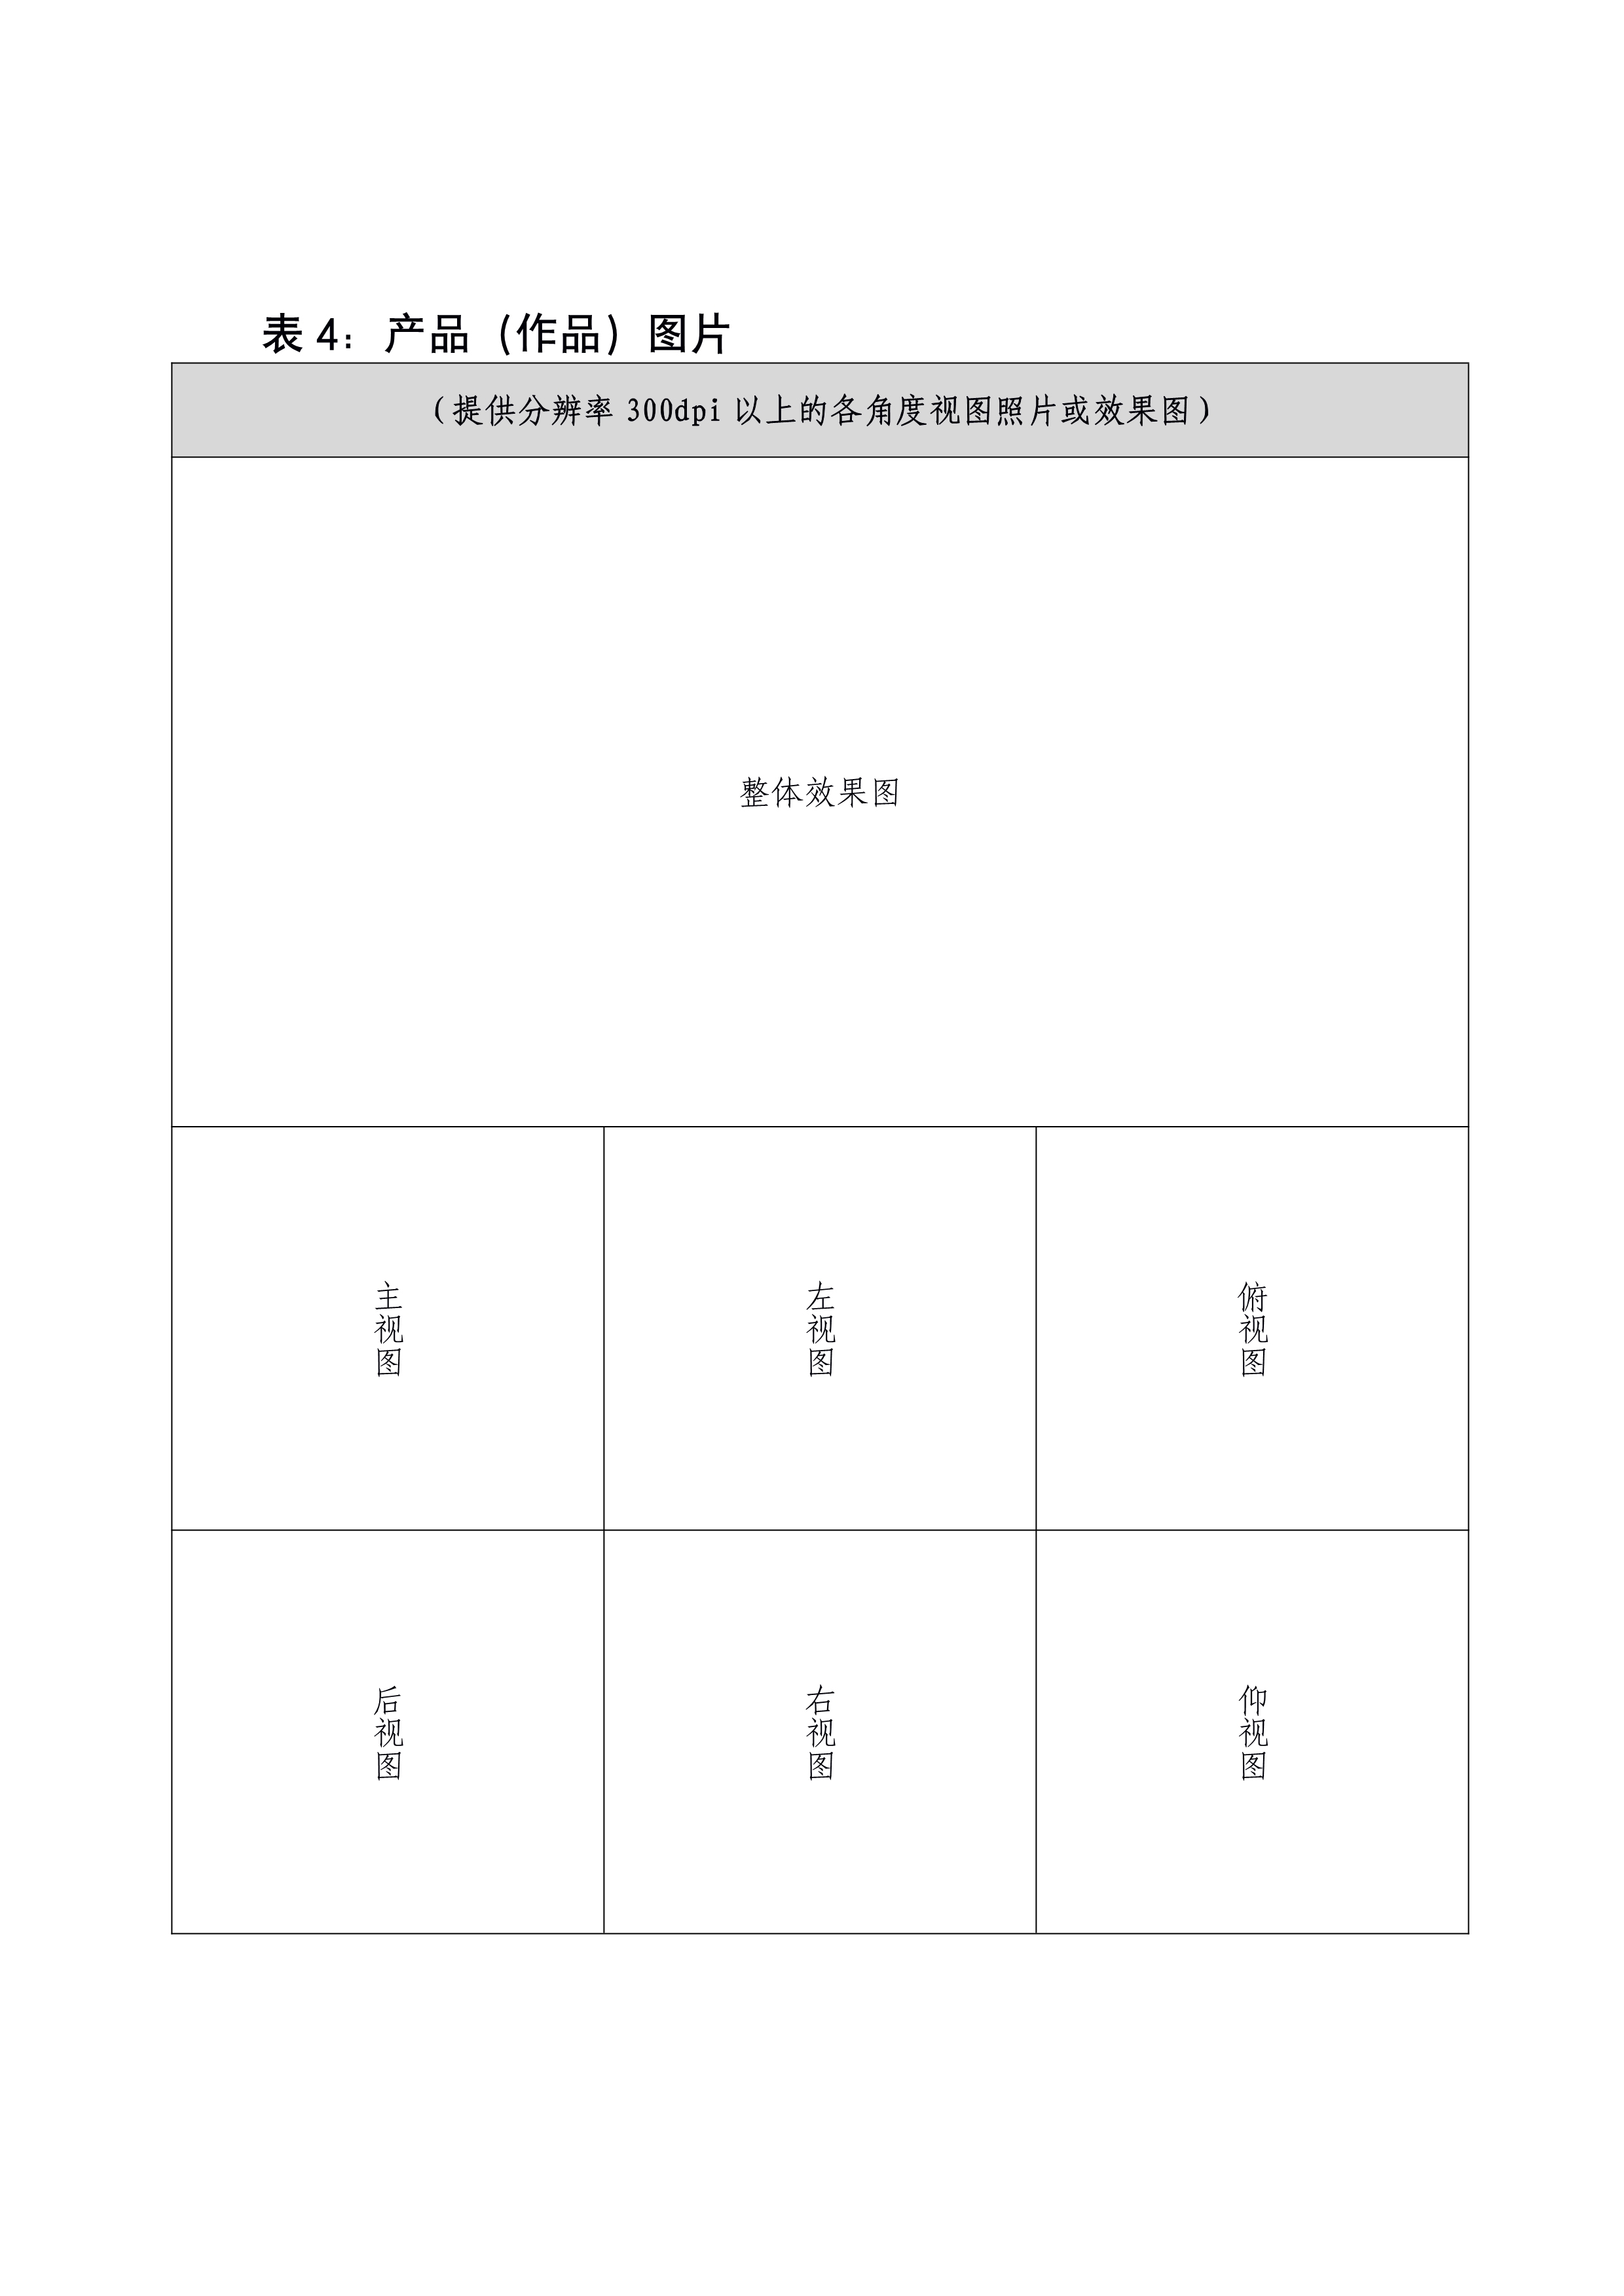 表 4：产品（作品）图片
（提供分辨率 300dpi 以上的各角度视图照片或效果图）
整体效果图
主视图
左视图
俯视图
后视图
右视图
仰视图